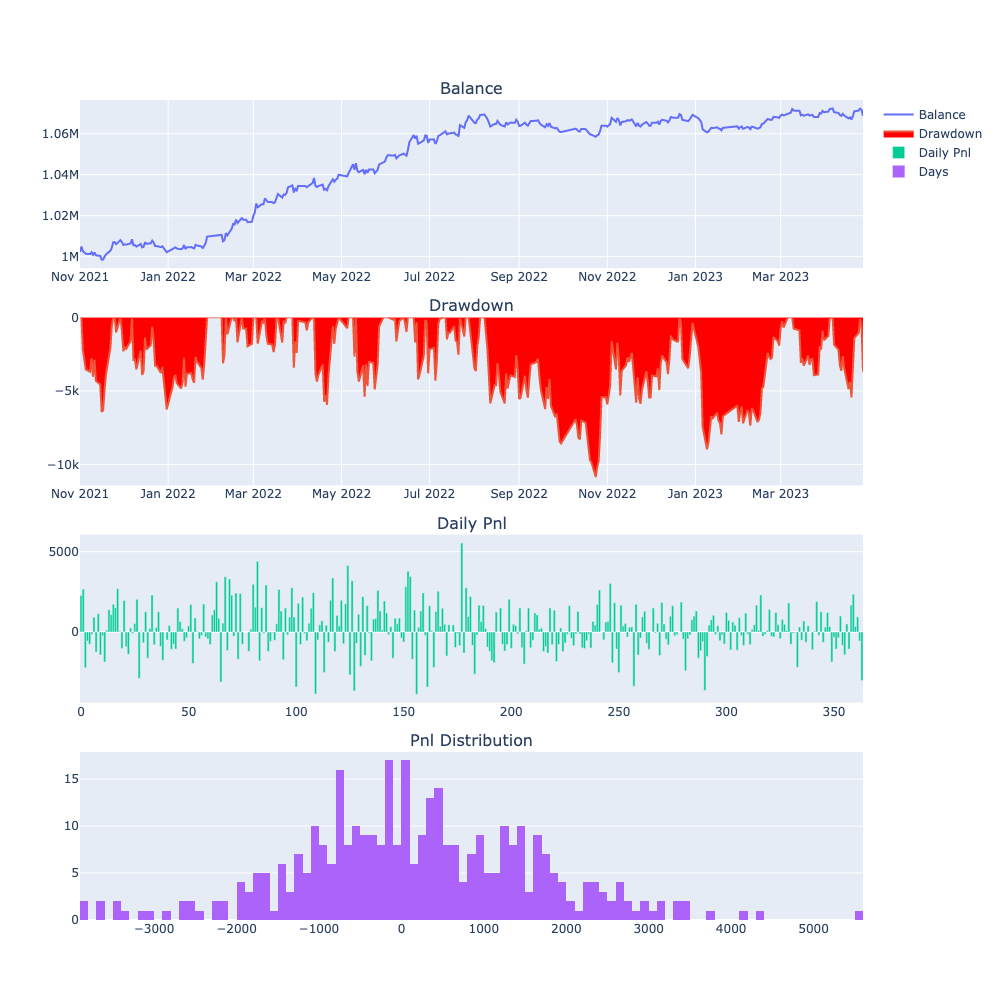 Balance
1.06M
1.04M
1.02M
1M
Nov 2021 Jan 2022 Mar 2022 May 2022 Jul 2022 Sep 2022 Nov 2022 Jan 2023 Mar 2023
Balance
Drawdown
Daily Pnl
Days
Drawdown
0
−5k
−10k
Nov 2021 Jan 2022 Mar 2022 May 2022 Jul 2022 Sep 2022 Nov 2022 Jan 2023 Mar 2023
Daily Pnl
5000
0
0 50 100 150 200 250 300 350
Pnl Distribution
15
10
5
0
−3000 −2000 −1000 0 1000 2000 3000 4000 5000